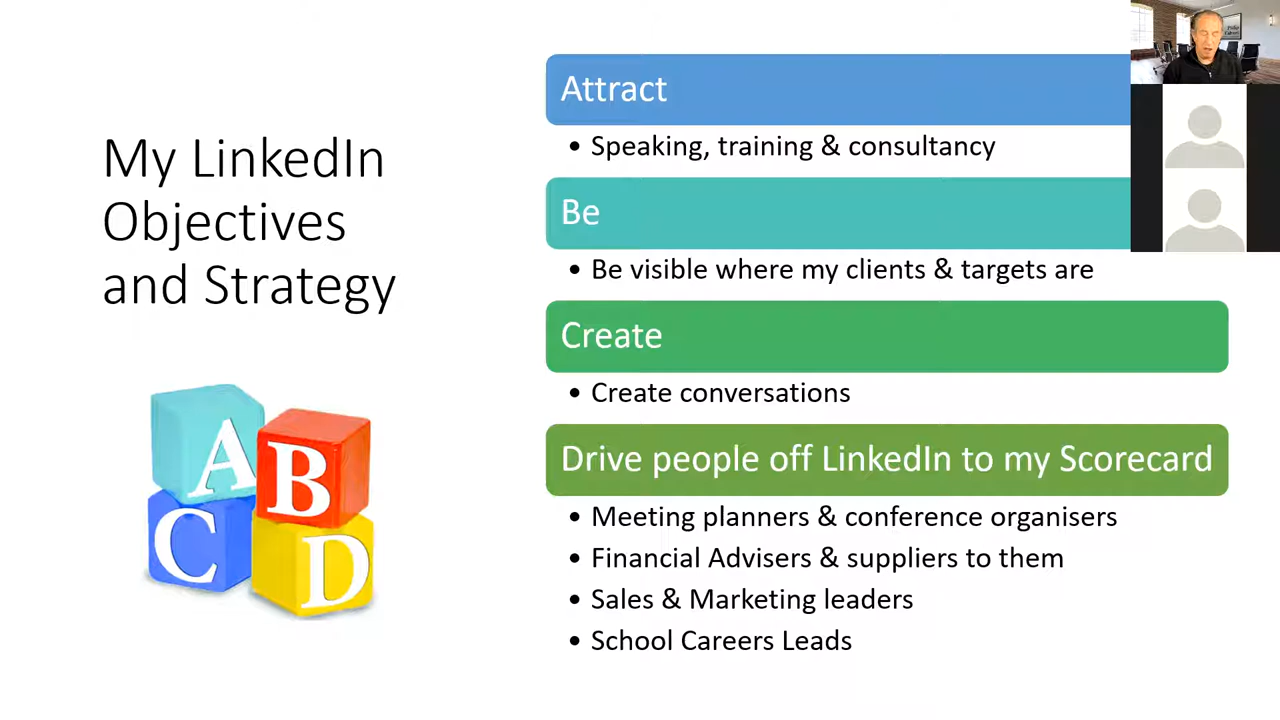 My LinkedIn
Objectives
and Strategy
A
B
C
D
Attract
• Speaking, training & consultancy
Be
• Be visible where my clients & targets are
Create
• Create conversations
Drive people off LinkedIn to my Scorecard
• Meeting planners & conference organisers
• Financial Advisers & suppliers to them
• Sales & Marketing leaders
• School Careers Leads